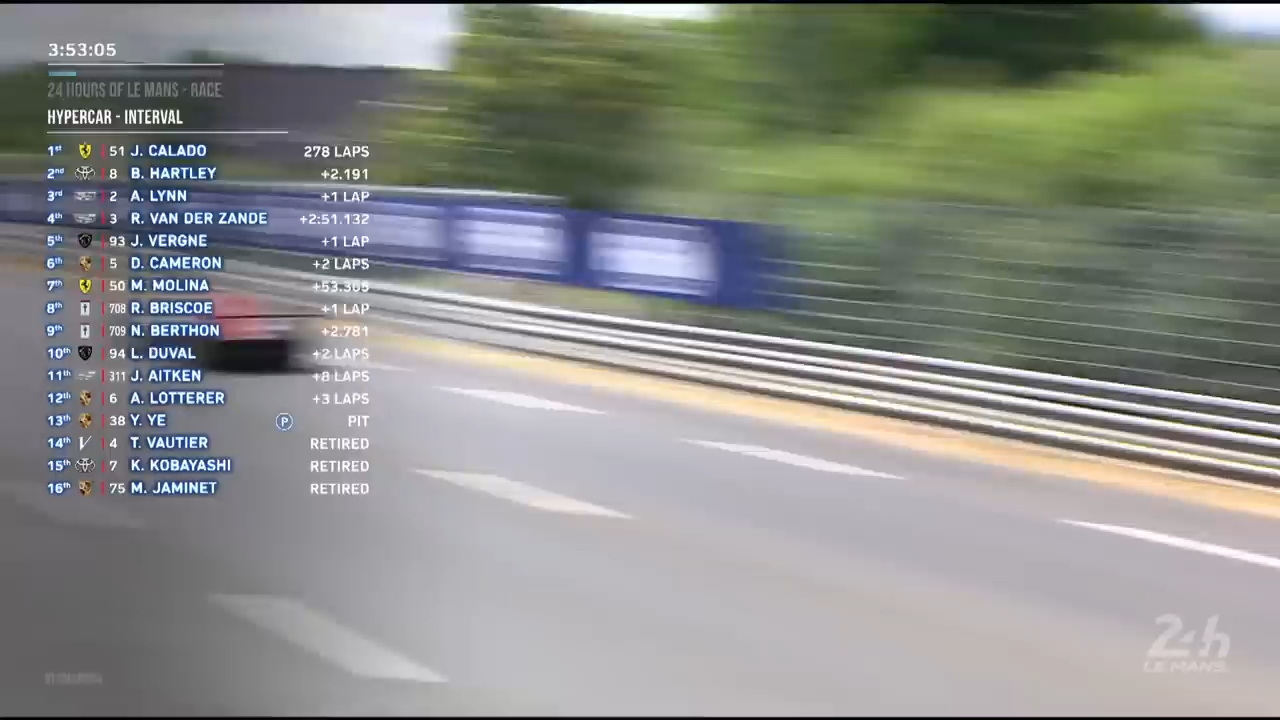 3:53:05
24 HOURS OF LE MANS - RACE
HYPERCAR - INTERVAL
1st 51 J. CALADO 278 LAPS
2nd 8 B. HARTLEY +2.191
3rd 2 A. LYNN +1 LAP
4th 3 R. VAN DER ZANDE +2:51.132
5th 93 J. VERGNE +1 LAP
6th 5 D. CAMERON +2 LAPS
7th 50 M. MOLINA +53.365
8th 708 R. BRISCOE +1 LAP
9th 709 N. BERTHON +2.781
10th 94 L. DUVAL +2 LAPS
11th 311 J. AITKEN +8 LAPS
12th 6 A. LOTTERER +3 LAPS
13th 38 Y. YE P PIT
14th 4 T. VAUTIER RETIRED
15th 7 K. KOBAYASHI RETIRED
16th 75 M. JAMINET RETIRED
24h
LE MANS